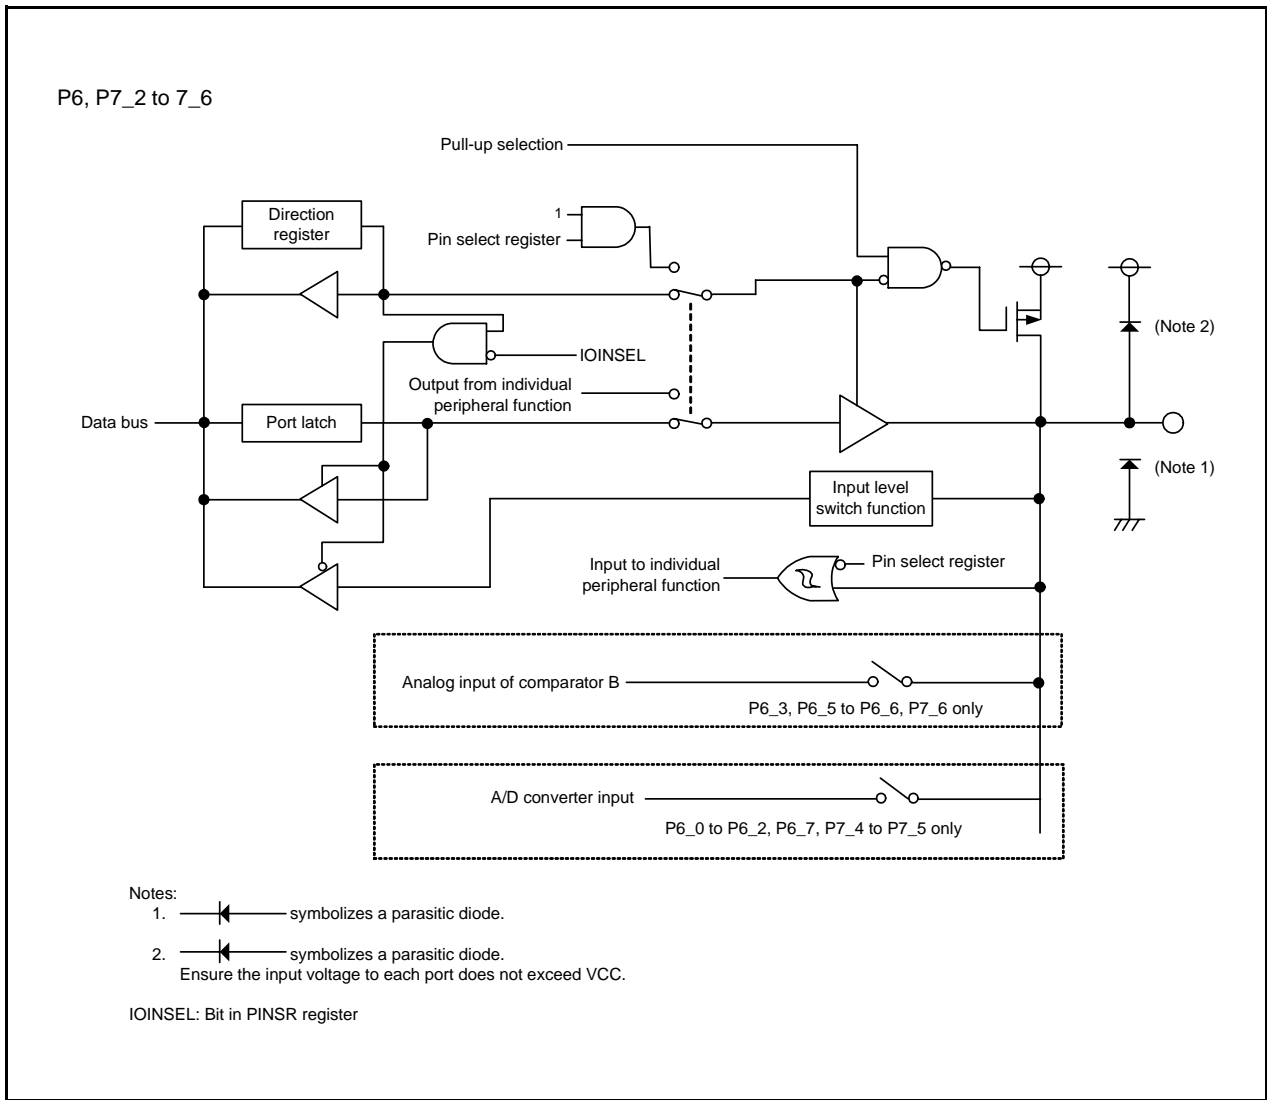 P6, P7_2 to 7_6
Pull-up selection
Direction
register
1
Pin select register
(Note 2)
IOINSEL
Output from individual
peripheral function
Data bus
Port latch
(Note 1)
Input level
switch function
Input to individual
peripheral function
Pin select register
Analog input of comparator B
P6_3, P6_5 to P6_6, P7_6 only
A/D converter input
P6_0 to P6_2, P6_7, P7_4 to P7_5 only
Notes:
1. symbolizes a parasitic diode.
2. symbolizes a parasitic diode.
Ensure the input voltage to each port does not exceed VCC.
IOINSEL: Bit in PINSR register